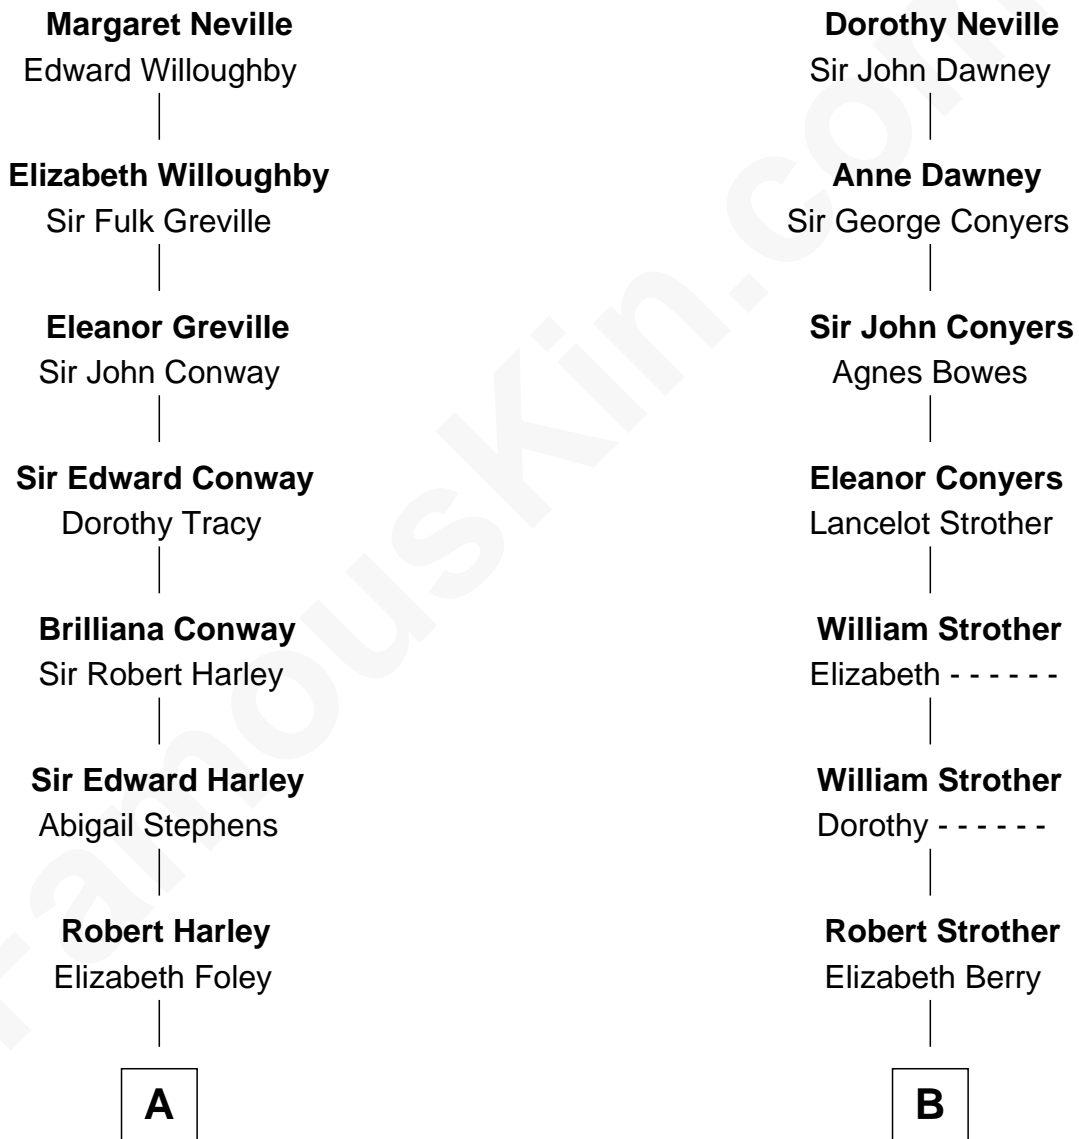 Margaret Neville
Edward Willoughby
Elizabeth Willoughby
Sir Fulk Greville
Eleanor Greville
Sir John Conway
Sir Edward Conway
Dorothy Tracy
Brilliana Conway
Sir Robert Harley
Sir Edward Harley
Abigail Stephens
Robert Harley
Elizabeth Foley
A
Dorothy Neville
Sir John Dawney
Anne Dawney
Sir George Conyers
Sir John Conyers
Agnes Bowes
Eleanor Conyers
Lancelot Strother
William Strother
Elizabeth - - - - - -
William Strother
Dorothy - - - - - -
Robert Strother
Elizabeth Berry
B
FamousKin.com